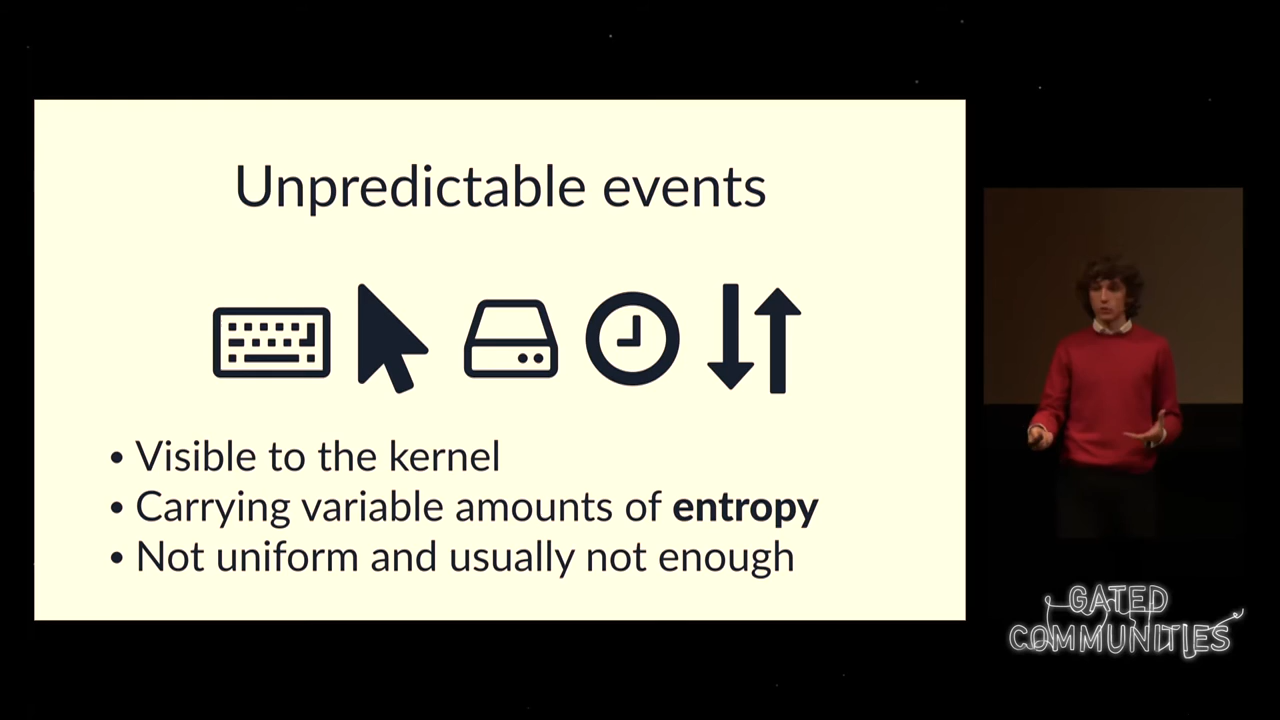 Unpredictable events
• Visible to the kernel
• Carrying variable amounts of entropy
• Not uniform and usually not enough
GATED
COMMUNITIES